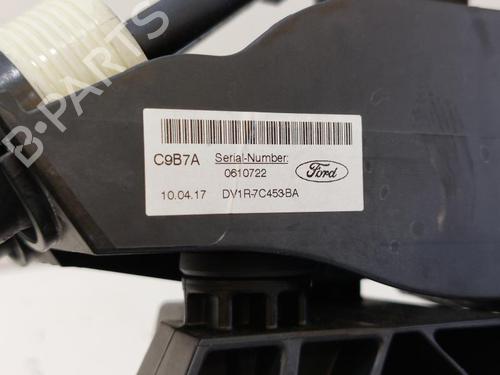 B-PARTS
C9B7A Serial-Number:
0610722
Ford
10.04.17 DV1R-7C453-BA